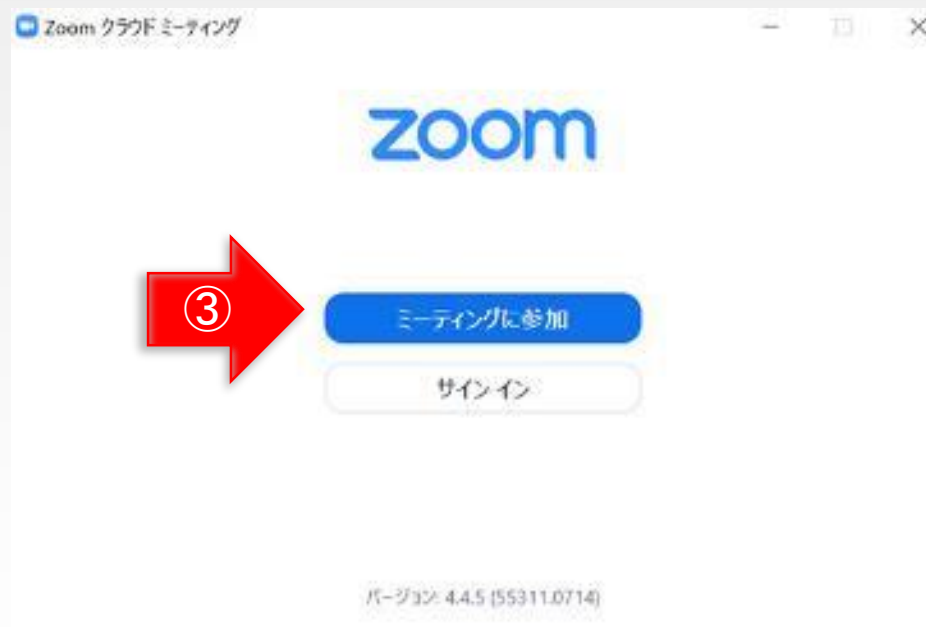 Zoom クラウド ミーティング
zoom
③
ミーティングに参加
サイン イン
バージョン: 4.4.5 (55311.0714)